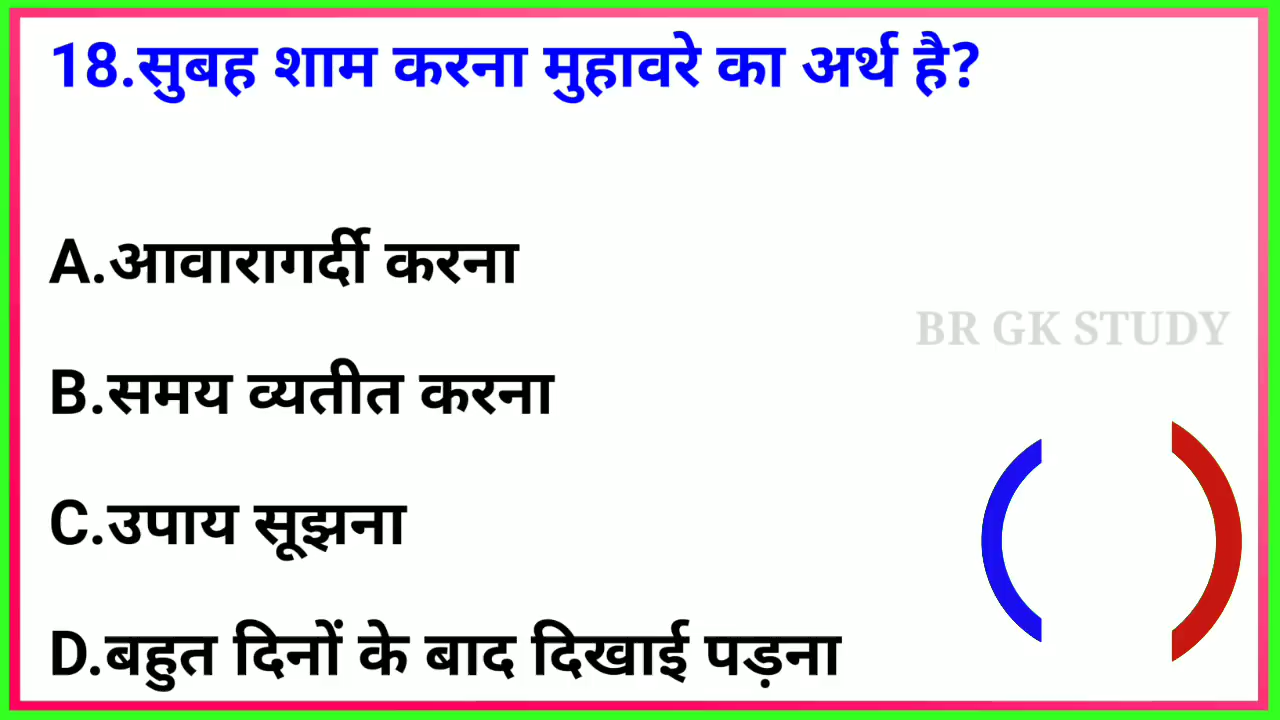 18.सुबह शाम करना मुहावरे का अर्थ है?
A.आवारागर्दी करना
BR GK STUDY
B.समय व्यतीत करना
C.उपाय सूझना
D.बहुत दिनों के बाद दिखाई पड़ना